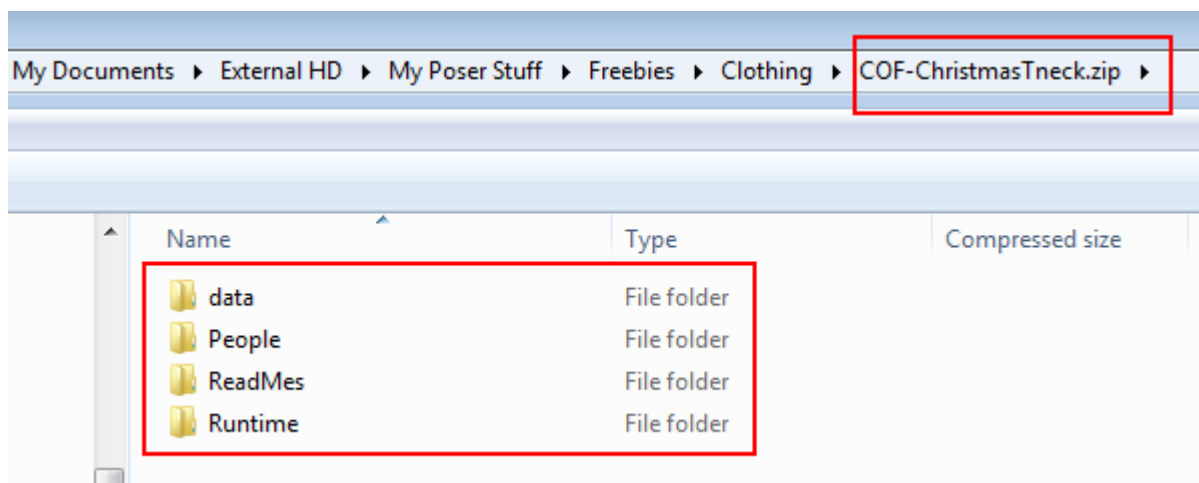 My Documents ▸ External HD ▸ My Poser Stuff ▸ Freebies ▸ Clothing ▸ COF-ChristmasTneck.zip ▸
Name Type Compressed size
data File folder
People File folder
ReadMes File folder
Runtime File folder